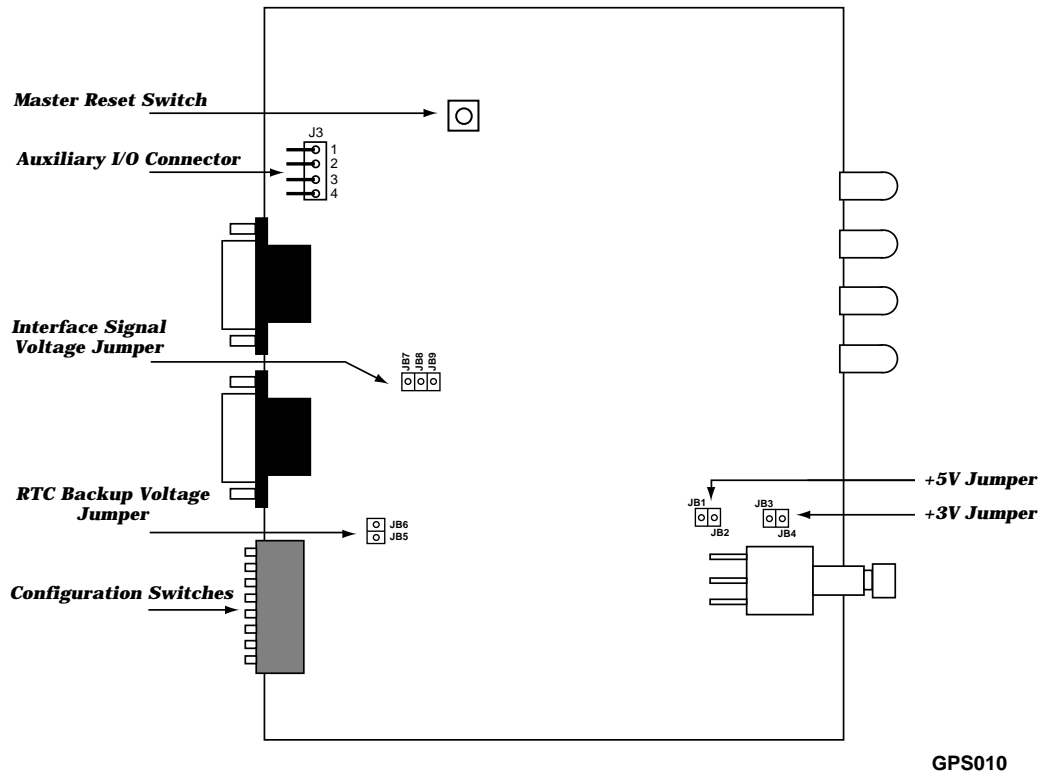 Master Reset Switch
J3
1
Auxiliary I/O Connector
2
3
4
Interface Signal
Voltage Jumper
JB7
JB8
JB9
RTC Backup Voltage
Jumper
JB6
JB5
+5V Jumper
JB1
JB2
+3V Jumper
JB3
JB4
Configuration Switches
GPS010